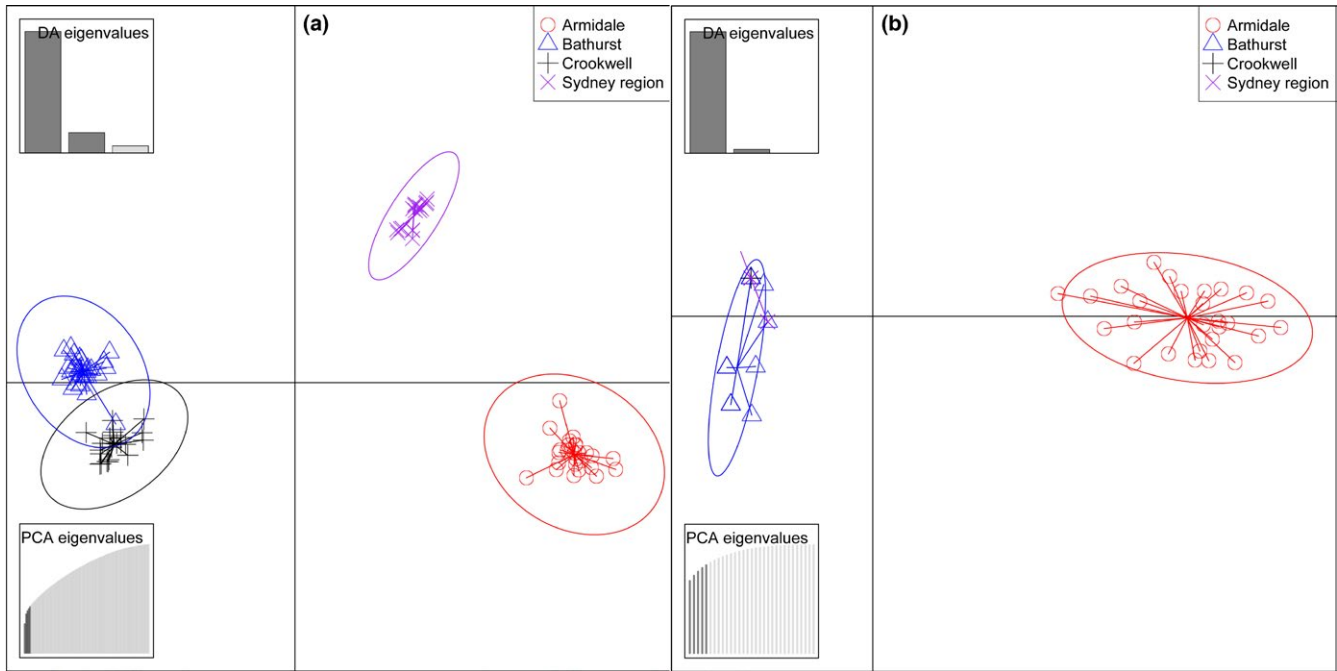 DA eigenvalues
(a)
Armidale
Bathurst
Crookwell
Sydney region
PCA eigenvalues
DA eigenvalues
(b)
Armidale
Bathurst
Crookwell
Sydney region
PCA eigenvalues